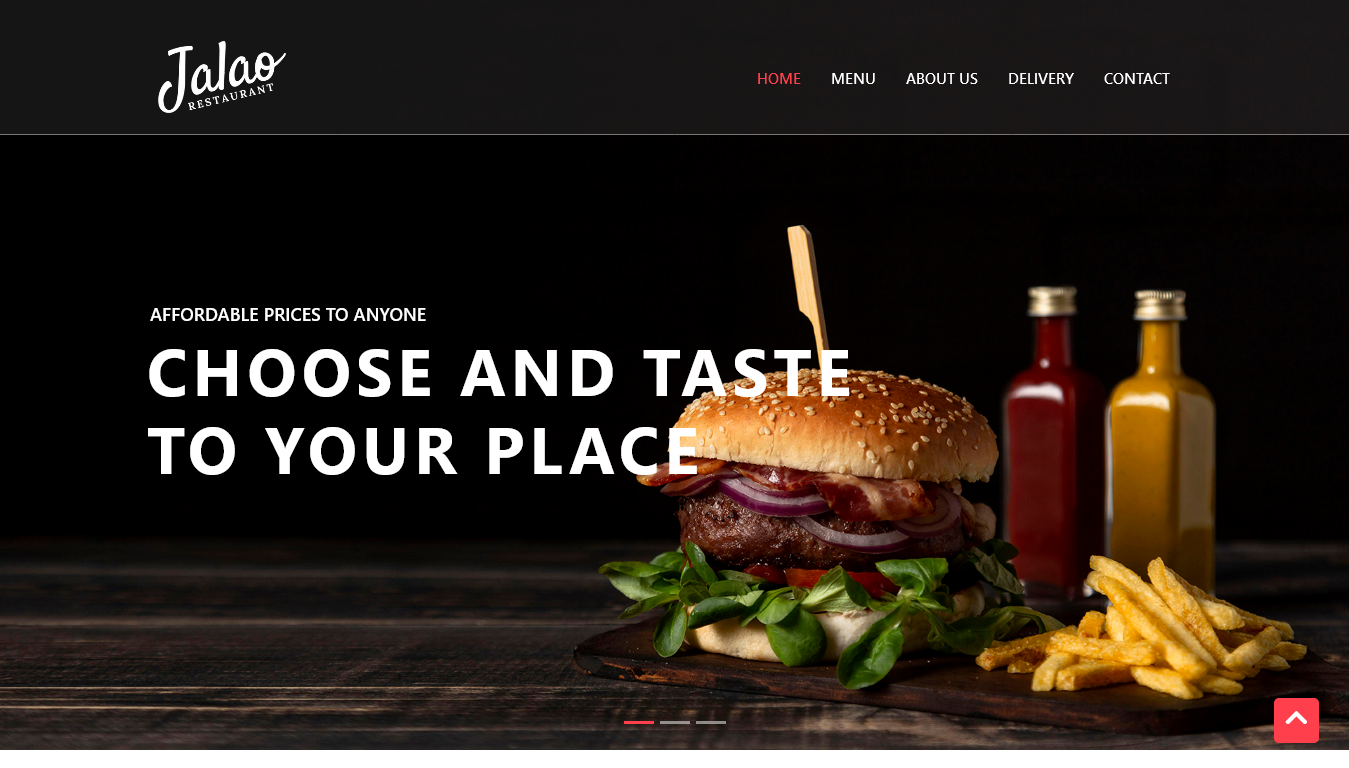 Jalao
RESTAURANT
HOME MENU ABOUT US DELIVERY CONTACT
AFFORDABLE PRICES TO ANYONE
CHOOSE AND TASTE
TO YOUR PLACE